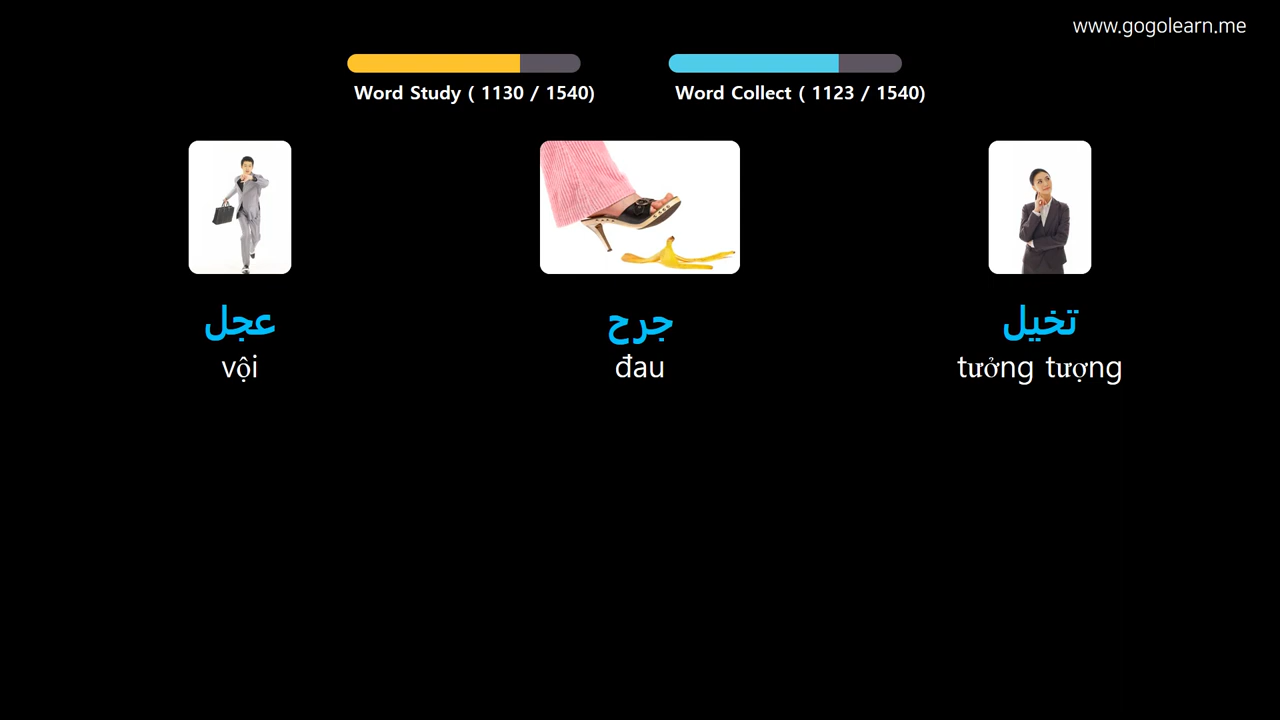 www.gogolearn.me
Word Study ( 1130 / 1540)
Word Collect ( 1123 / 1540)
عجل
جرح
تخيل
vội
đau
tưởng tượng